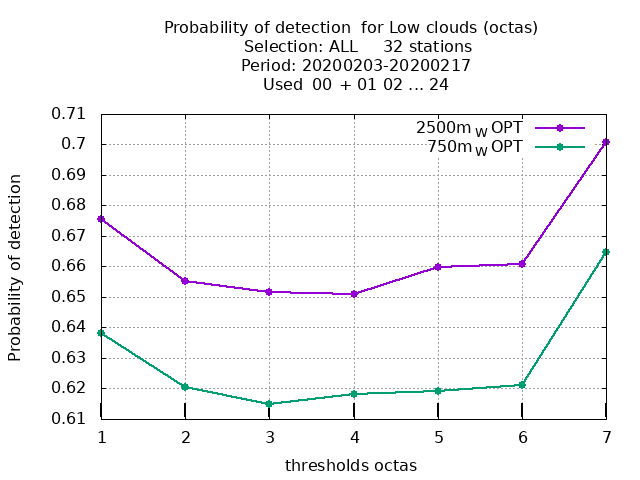 Probability of detection  for Low clouds (octas)
Selection: ALL     32 stations
Period: 20200203-20200217
Used  00 + 01 02 ... 24
2500m W OPT
750m W OPT
0.71
0.7
0.69
0.68
0.67
0.66
0.65
0.64
0.63
0.62
0.61
Probability of detection
1 2 3 4 5 6 7
thresholds octas